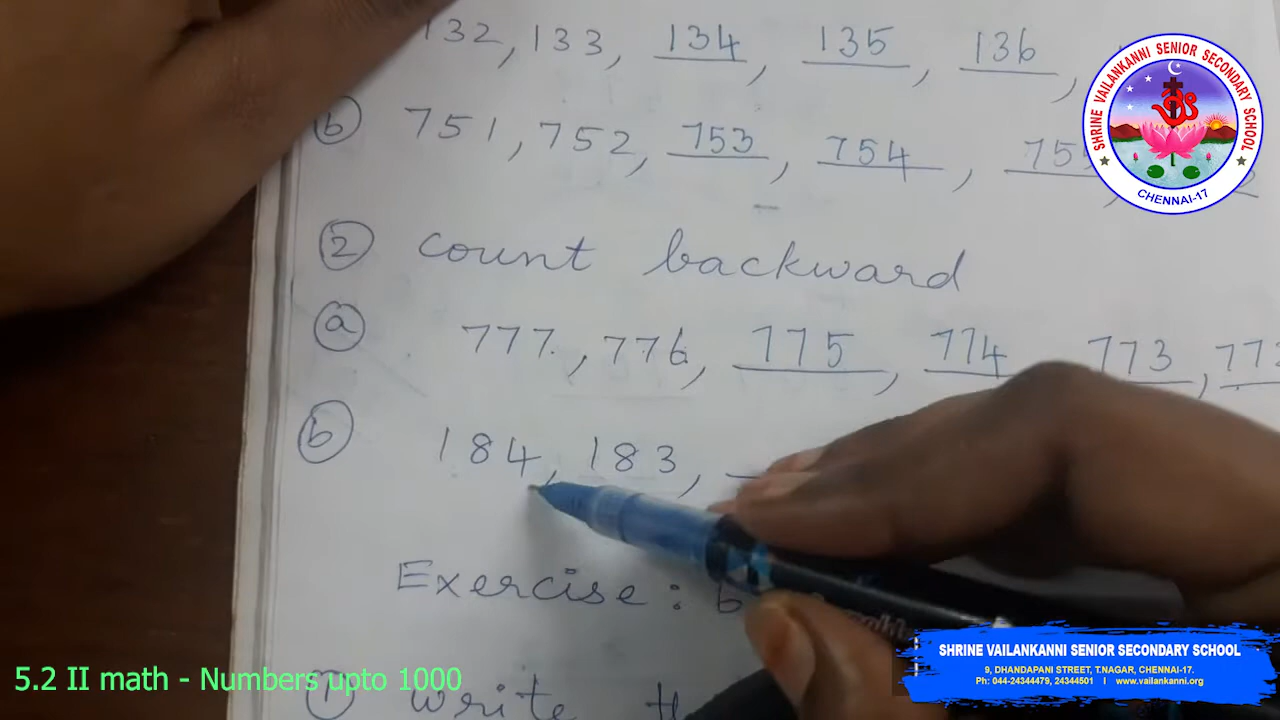 132, 133, 134, 135, 136,
b 751, 752, 753, 754,
2 count backward
a 777, 776, 775, 774, 773,
b 184, 183,
Exercise:
1 write
SHRINE VAILANKANNI SENIOR SECONDARY SCHOOL
CHENNAI-17
SHRINE VAILANKANNI SENIOR SECONDARY SCHOOL
9, DHANDAPANI STREET, T.NAGAR, CHENNAI-17.
Ph: 044-24344479, 24344501 I www.vailankanni.org
5.2 II math - Numbers upto 1000